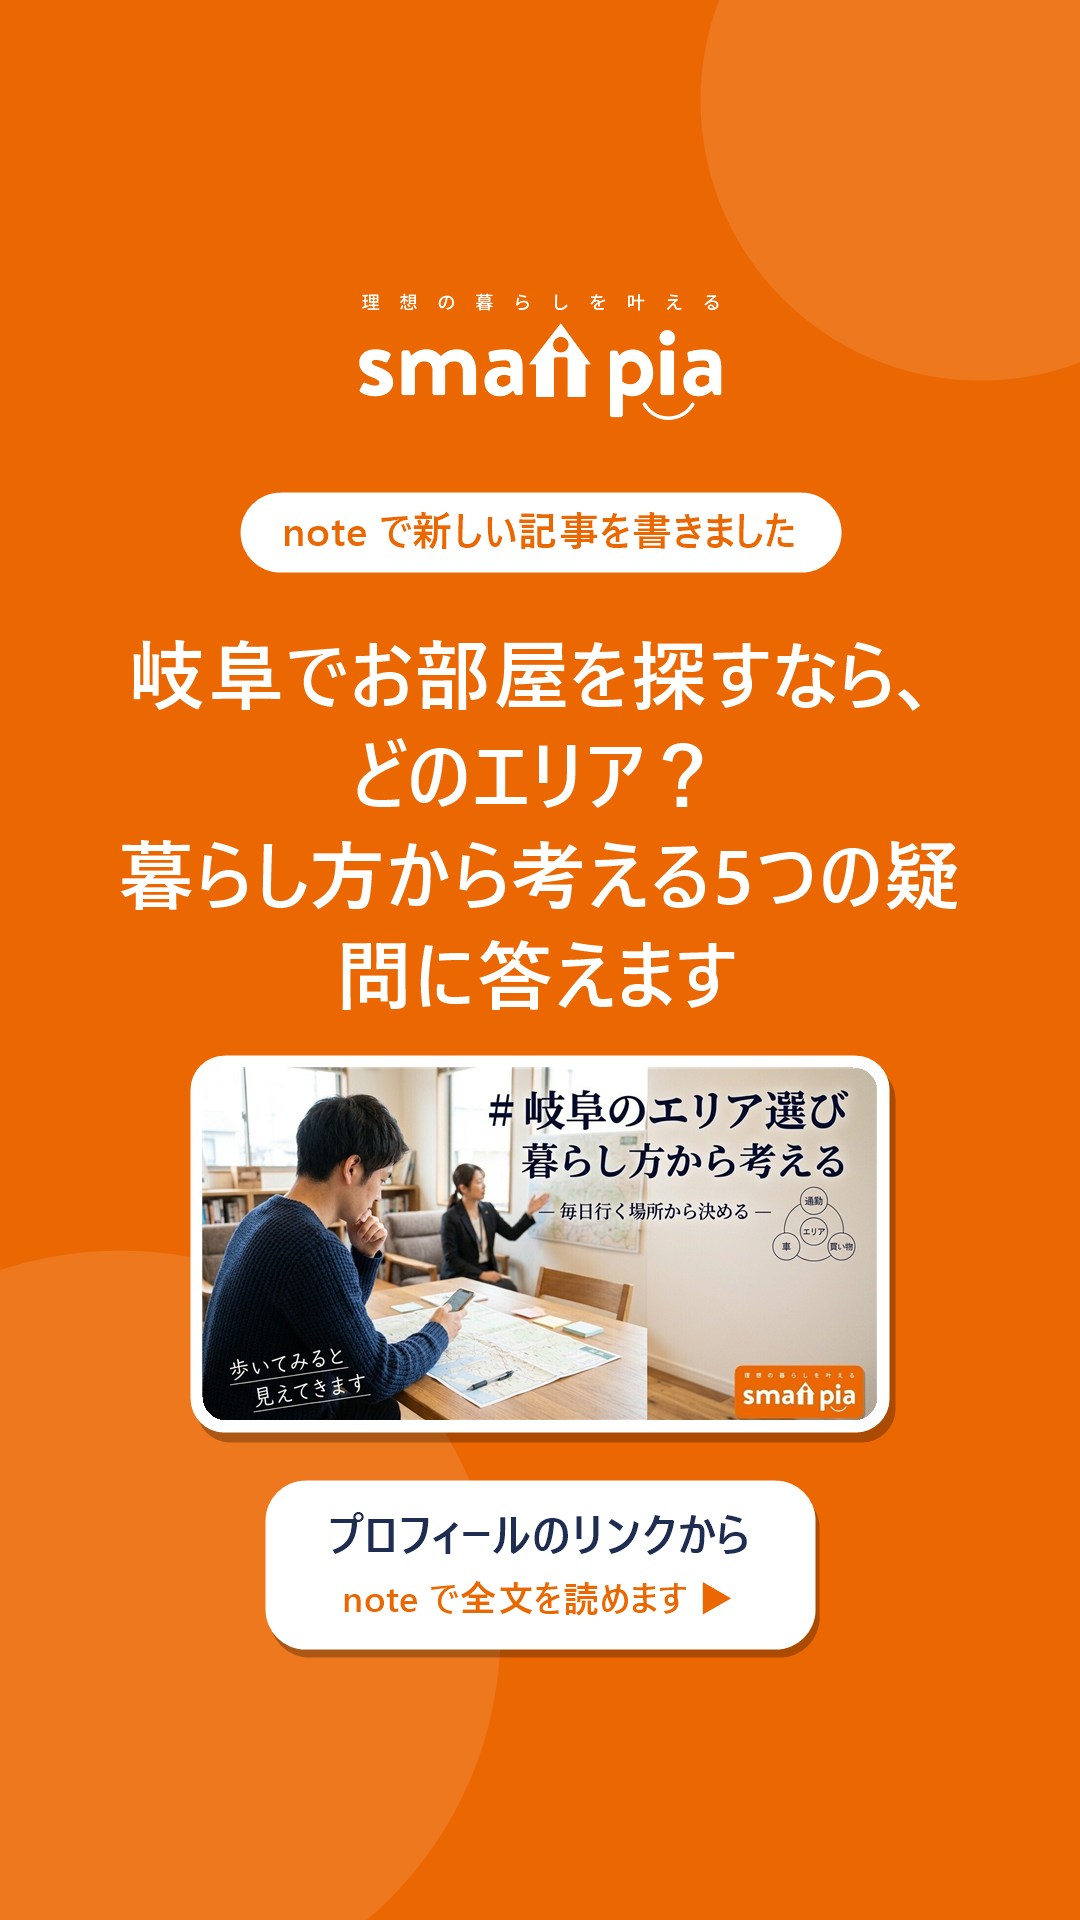 理想の暮らしを叶える
smai pia
note で新しい記事を書きました
岐阜でお部屋を探すなら、
どのエリア？
暮らし方から考える5つの疑
問に答えます
#岐阜のエリア選び
暮らし方から考える
― 毎日行く場所から決める ―
通勤
エリア
車
買い物
歩いてみると
見えてきます
理想の暮らしを叶える
smai pia
プロフィールのリンクから
note で全文を読めます ▶